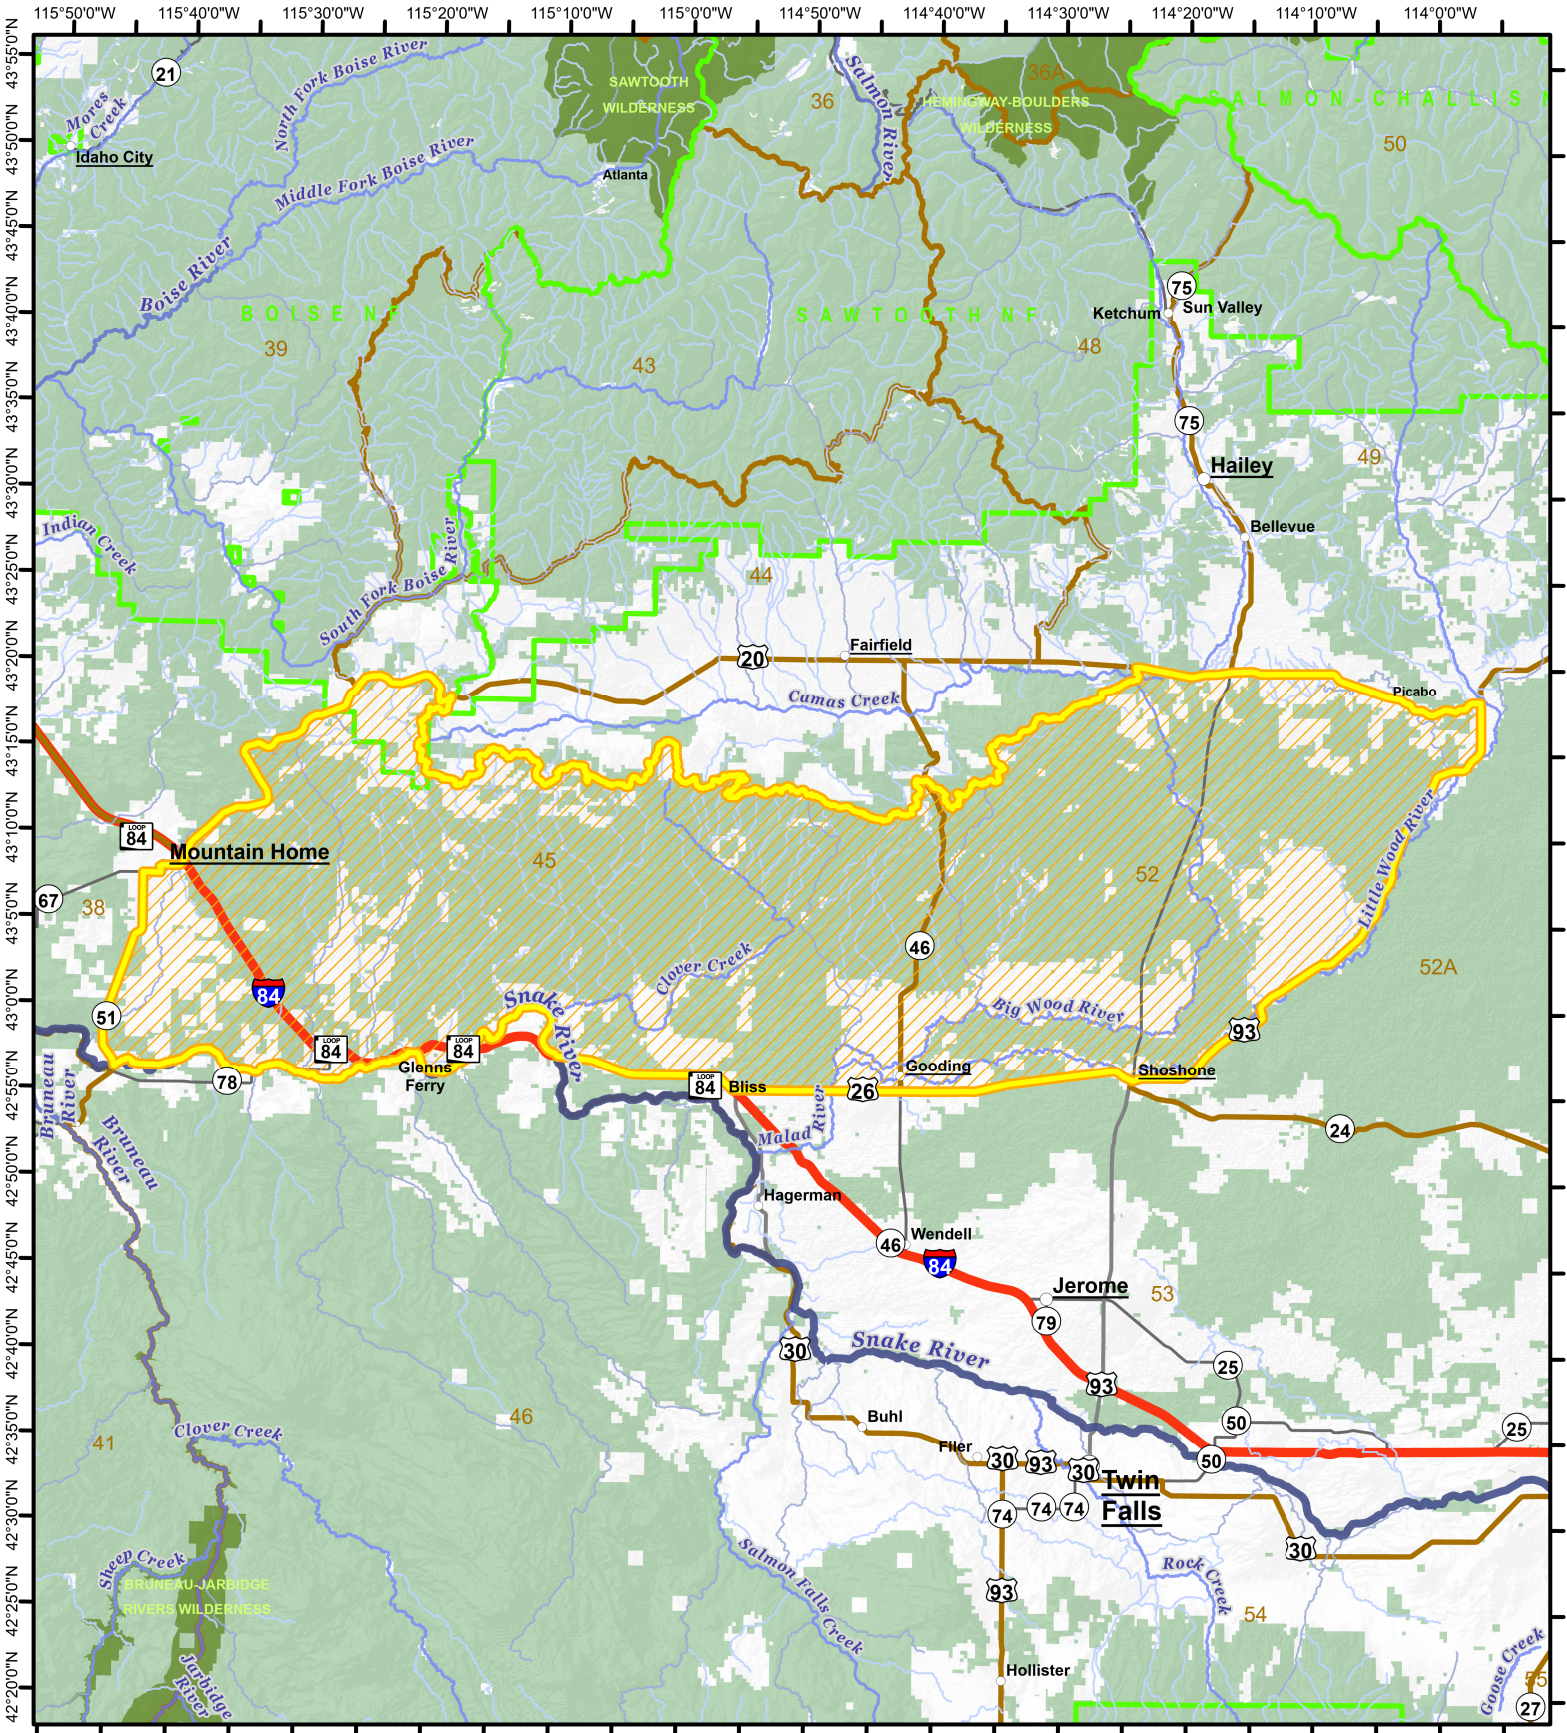 115°50'0"W 115°40'0"W 115°30'0"W 115°20'0"W 115°10'0"W 115°0'0"W 114°50'0"W 114°40'0"W 114°30'0"W 114°20'0"W 114°10'0"W 114°0'0"W
43°55'0"N
43°50'0"N
43°45'0"N
43°40'0"N
43°35'0"N
43°30'0"N
43°25'0"N
43°20'0"N
43°15'0"N
43°10'0"N
43°5'0"N
43°0'0"N
42°55'0"N
42°50'0"N
42°45'0"N
42°40'0"N
42°35'0"N
42°30'0"N
42°25'0"N
42°20'0"N
21
Mores
Creek
Idaho City
North Fork Boise River
Middle Fork Boise River
Boise River
SAWTOOTH
WILDERNESS
Atlanta
36
Salmon River
36A
HEMINGWAY-BOULDERS
WILDERNESS
SALMON-CHALLIS
50
BOISE NF
39
SAWTOOTH NF
43
48
75
Ketchum
Sun Valley
75
Hailey
49
Bellevue
Indian Creek
South Fork Boise River
44
20
Fairfield
Camas Creek
Picabo
LOOP
84
Mountain Home
67
38
45
52
Little Wood River
46
52A
84
51
Snake River
Clover Creek
Big Wood River
93
LOOP
84
LOOP
84
Glenns
Ferry
78
LOOP
84
Bliss
26
Gooding
Shoshone
24
Bruneau
River
Bruneau
River
Malad River
Hagerman
46
Wendell
84
Jerome
53
79
30
Snake River
93
25
50
25
Buhl
Filer
30
93
30
50
Twin
Falls
74
74
74
30
46
41
Clover Creek
Sheep Creek
BRUNEAU-JARBIDGE
RIVERS WILDERNESS
Jarbidge
River
Salmon Falls
Creek
93
Rock Creek
54
Hollister
Goose Creek
55
27